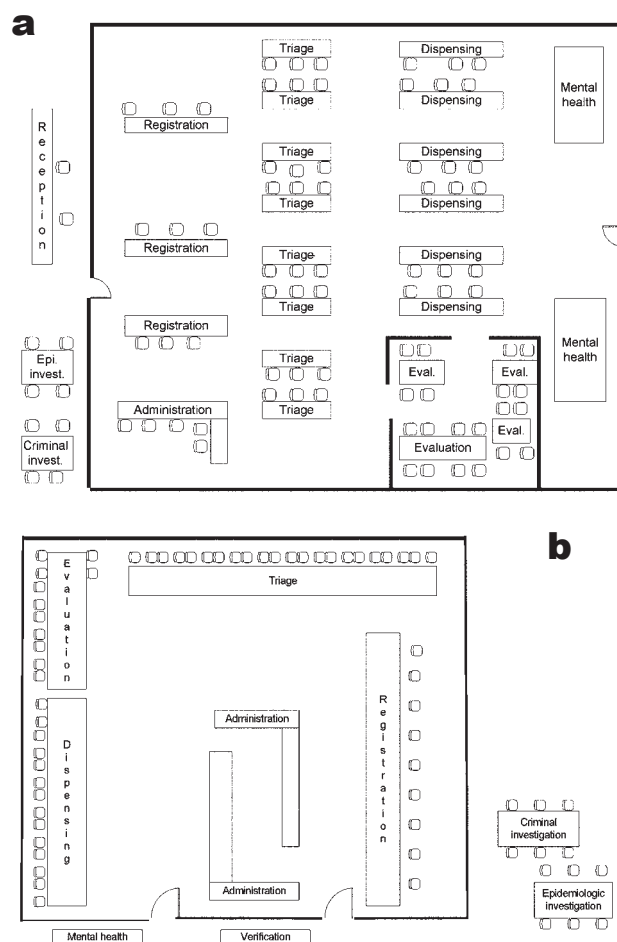 a
Reception
Registration
Registration
Registration
Administration
Epi.
invest.
Criminal
invest.
Triage
Triage
Triage
Triage
Triage
Triage
Triage
Triage
Dispensing
Dispensing
Dispensing
Dispensing
Dispensing
Dispensing
Mental
health
Mental
health
Eval.
Eval.
Eval.
Evaluation
b
Evaluation
Triage
Dispensing
Administration
Administration
Registration
Criminal
investigation
Epidemiologic
investigation
Mental health
Verification